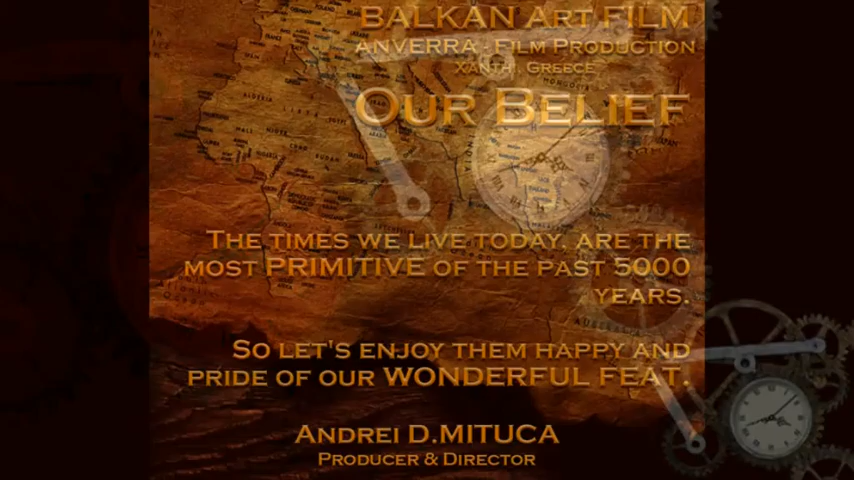 BALKAN ART FILM
ANVERRA - FILM PRODUCTION
XANTHI, GREECE
OUR BELIEF
THE TIMES WE LIVE TODAY, ARE THE
MOST PRIMITIVE OF THE PAST 5000
YEARS.
SO LET'S ENJOY THEM HAPPY AND
PRIDE OF OUR WONDERFUL FEAT.
ANDREI D.MITUCA
PRODUCER & DIRECTOR